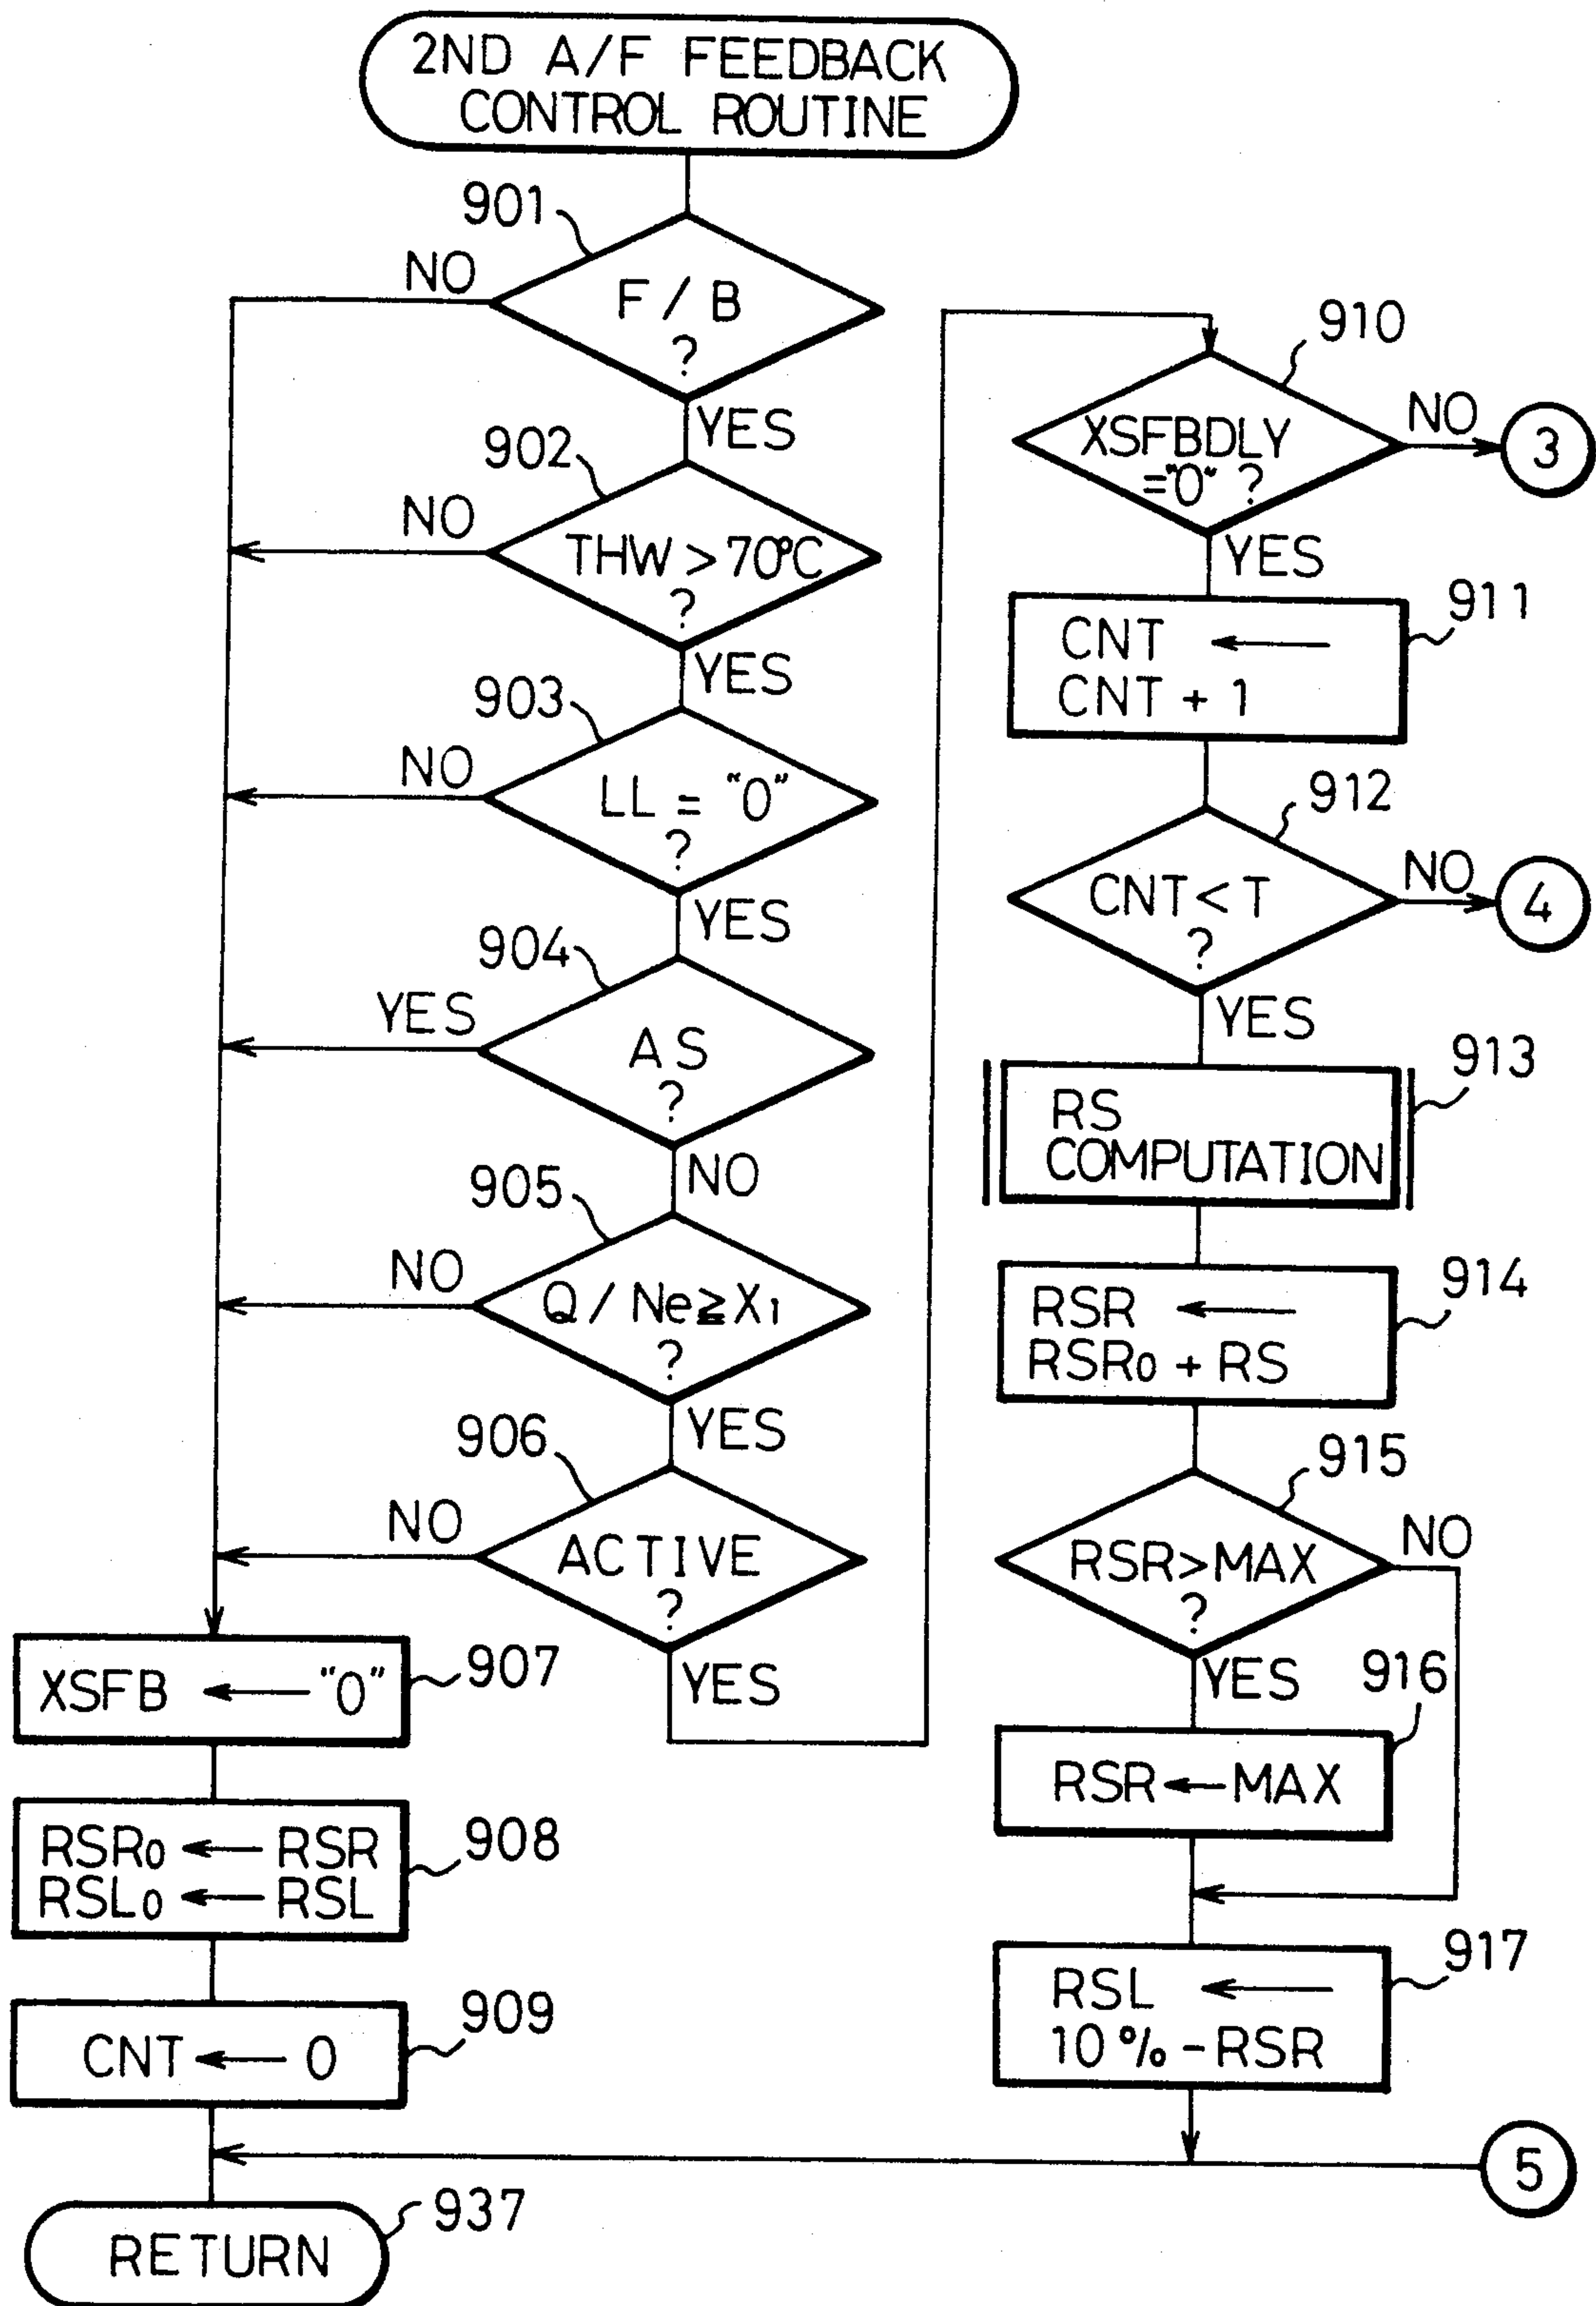 2ND A/F FEEDBACK
CONTROL ROUTINE
901
NO
F / B
?
YES
902
NO
THW > 70°C
?
YES
903
NO
LL = "0"
?
YES
904
YES
AS
?
NO
905
NO
Q / Ne ≧ X1
?
YES
906
NO
ACTIVE
?
YES
XSFB ← "0"
907
RSR0 ← RSR
RSL0 ← RSL
908
CNT ← 0
909
RETURN
937
910
XSFBDLY
="0" ?
NO
3
YES
911
CNT ←
CNT + 1
912
CNT < T
?
NO
4
YES
913
RS
COMPUTATION
914
RSR ←
RSR0 + RS
915
RSR > MAX
?
NO
YES
916
RSR ← MAX
917
RSL ←
10 % - RSR
5